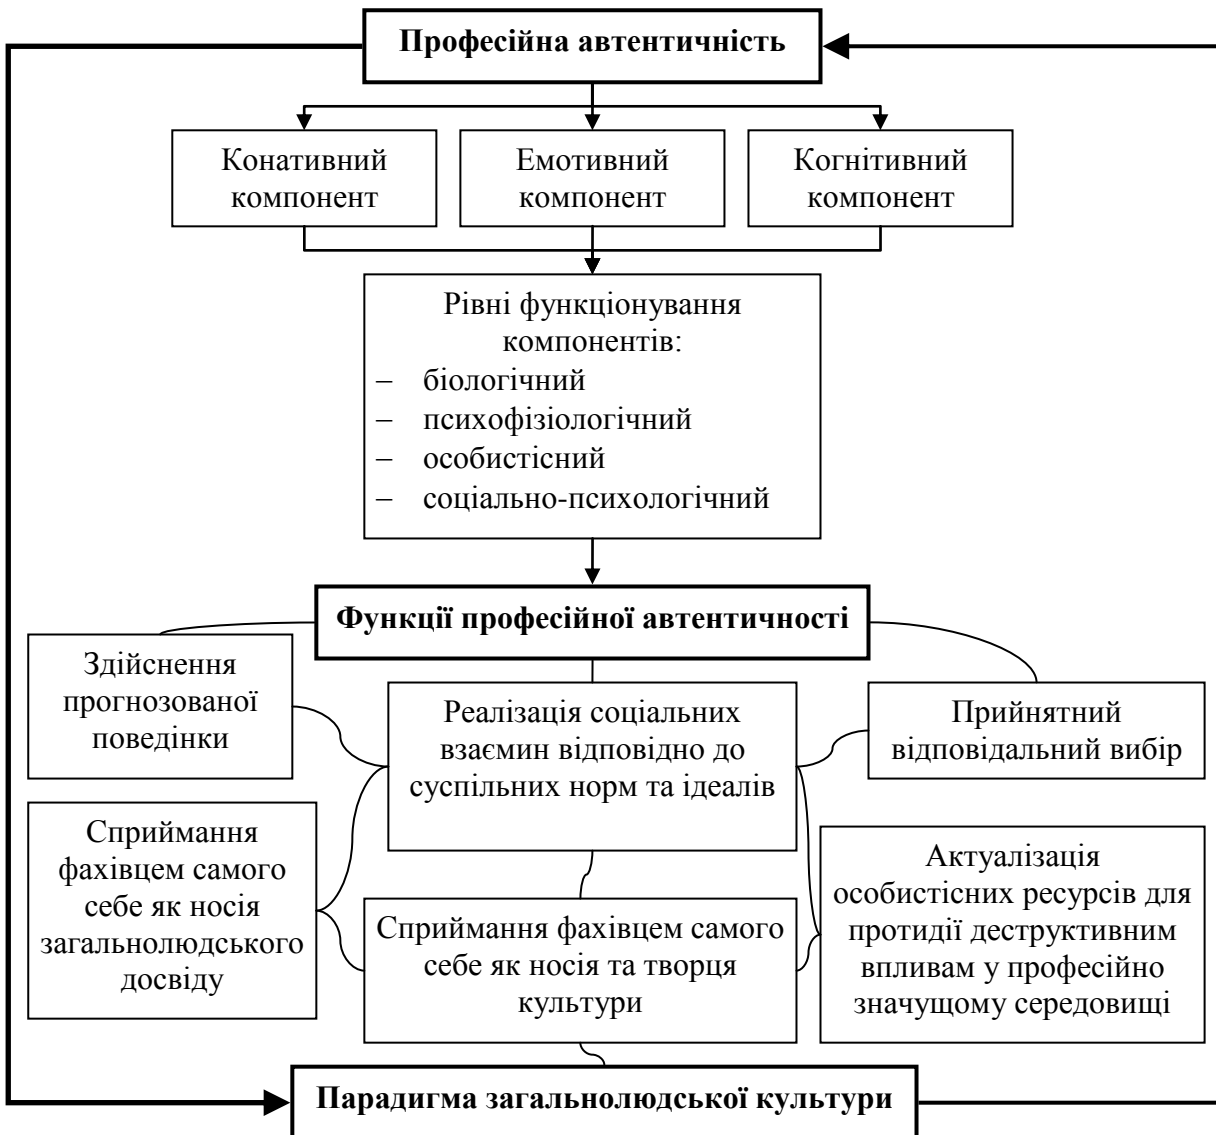 Професійна автентичність
Конативний
компонент
Емотивний
компонент
Когнітивний
компонент
Рівні функціонування
компонентів:
– біологічний
– психофізіологічний
– особистісний
– соціально-психологічний
Функції професійної автентичності
Здійснення
прогнозованої
поведінки
Реалізація соціальних
взаємин відповідно до
суспільних норм та ідеалів
Прийнятний
відповідальний вибір
Сприймання
фахівцем самого
себе як носія
загальнолюдського
досвіду
Сприймання фахівцем самого
себе як носія та творця
культури
Актуалізація
особистісних ресурсів для
протидії деструктивним
впливам у професійно
значущому середовищі
Парадигма загальнолюдської культури